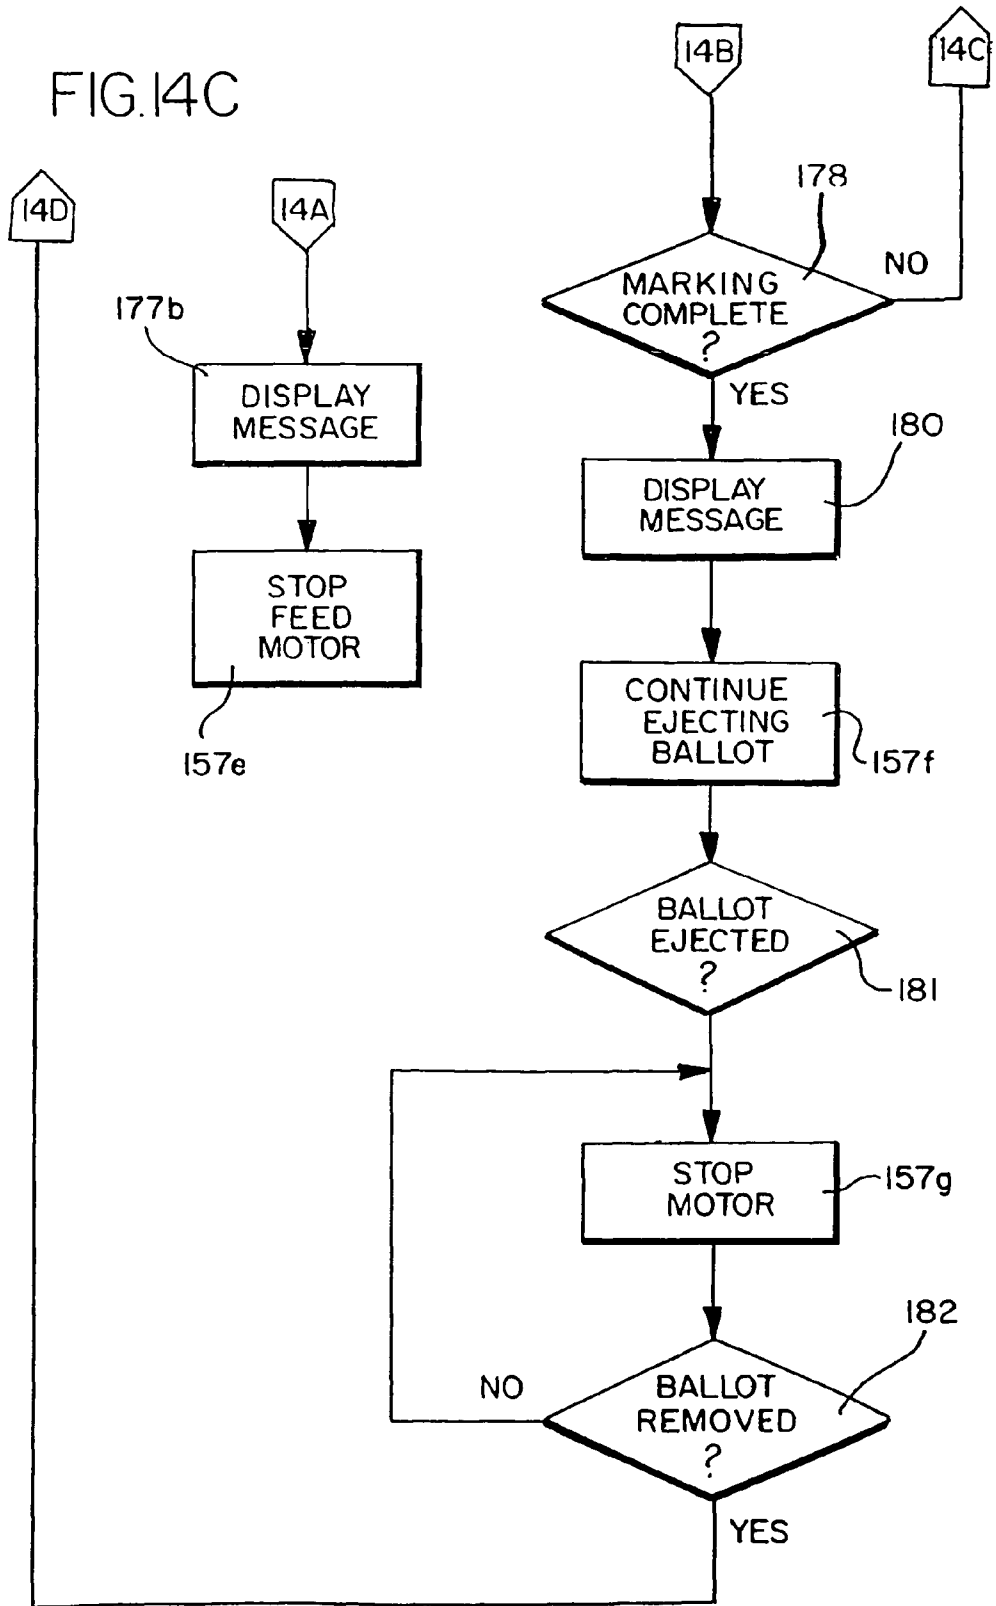 FIG.14C
14B
14C
14D
14A
178
MARKING
COMPLETE
?
NO
YES
177b
DISPLAY
MESSAGE
180
DISPLAY
MESSAGE
STOP
FEED
MOTOR
157e
CONTINUE
EJECTING
BALLOT
157f
BALLOT
EJECTED
?
181
STOP
MOTOR
157g
182
NO
BALLOT
REMOVED
?
YES